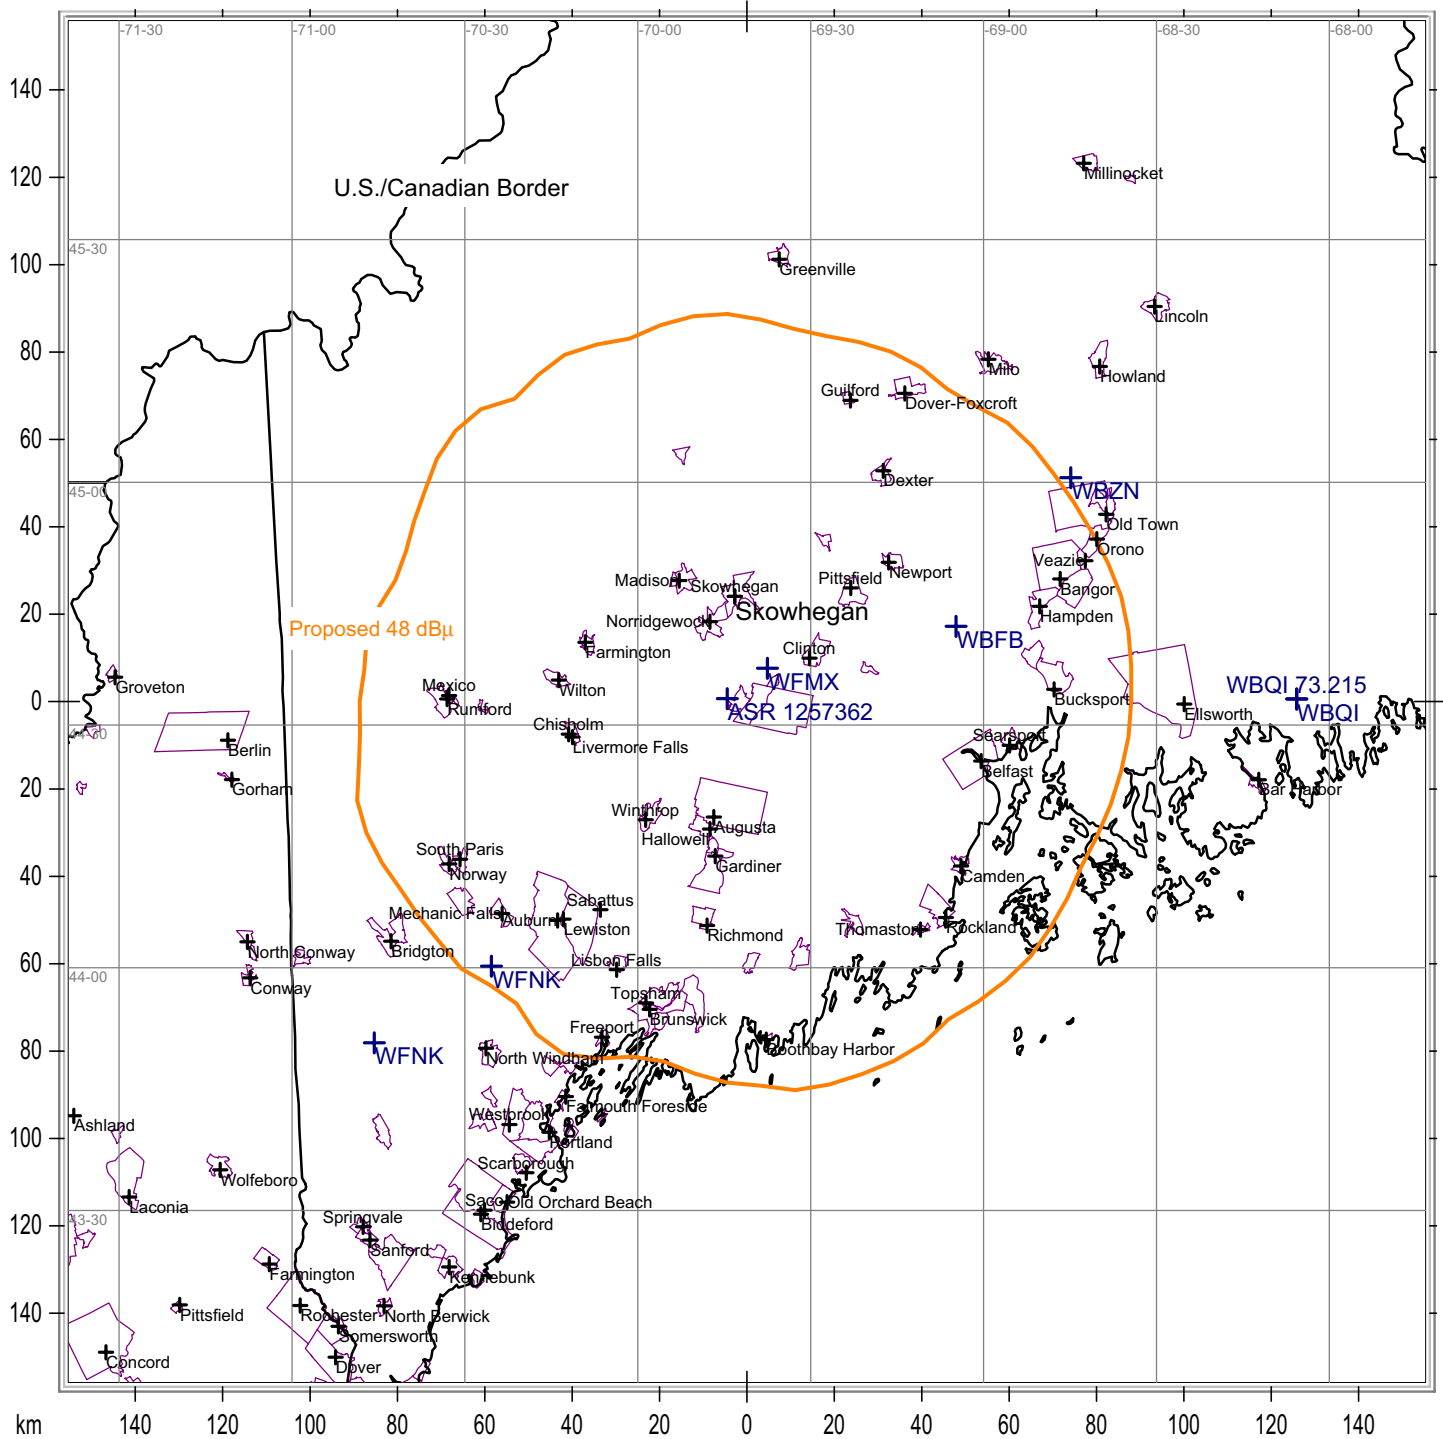 -71-30 -71-00 -70-30 -70-00 -69-30 -69-00 -68-30 -68-00
140
Millinocket
120
U.S./Canadian Border
45-30
100
Greenville
Lincoln
80
Milo
Howland
Guilford
Dover-Foxcroft
60
Dexter
45-00
WBZN
40
Old Town
Orono
Veazie
Newport
Madison
Skowhegan
Pittsfield
Bangor
20
Skowhegan
Hampden
Norridgewock
Proposed 48 dBµ
WBFB
Farmington
Clinton
WFMX
Groveton
Mexico
Wilton
WBQI 73.215
0
Rumford
Bucksport
ASR 1257362
Ellsworth
WBQI
44-30
Chisholm
Searsport
Berlin
Livermore Falls
Belfast
20
Gorham
Bar Harbor
Winthrop
Augusta
Hallowell
South Paris
Gardiner
40
Norway
Camden
Sabattus
Mechanic Falls
Auburn
Lewiston
Richmond
Thomaston
Rockland
North Conway
Bridgton
60
Lisbon Falls
44-00
WFNK
Conway
Topsham
Brunswick
Freeport
80
WFNK
North Windham
Boothbay Harbor
Falmouth Foreside
Westbrook
Ashland
100
Portland
Scarborough
Wolfeboro
Laconia
Saco
Old Orchard Beach
120
43-30
Springvale
Biddeford
Sanford
Farmington
Kennebunk
140
Pittsfield
Rochester
North Berwick
Somersworth
Concord
Dover
km 140 120 100 80 60 40 20 0 20 40 60 80 100 120 140